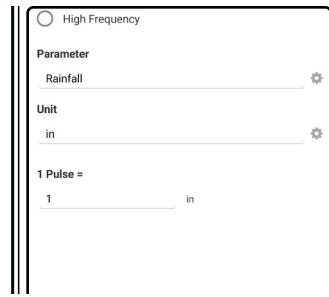 High Frequency
Parameter
Rainfall
Unit
in
1 Pulse =
1 in